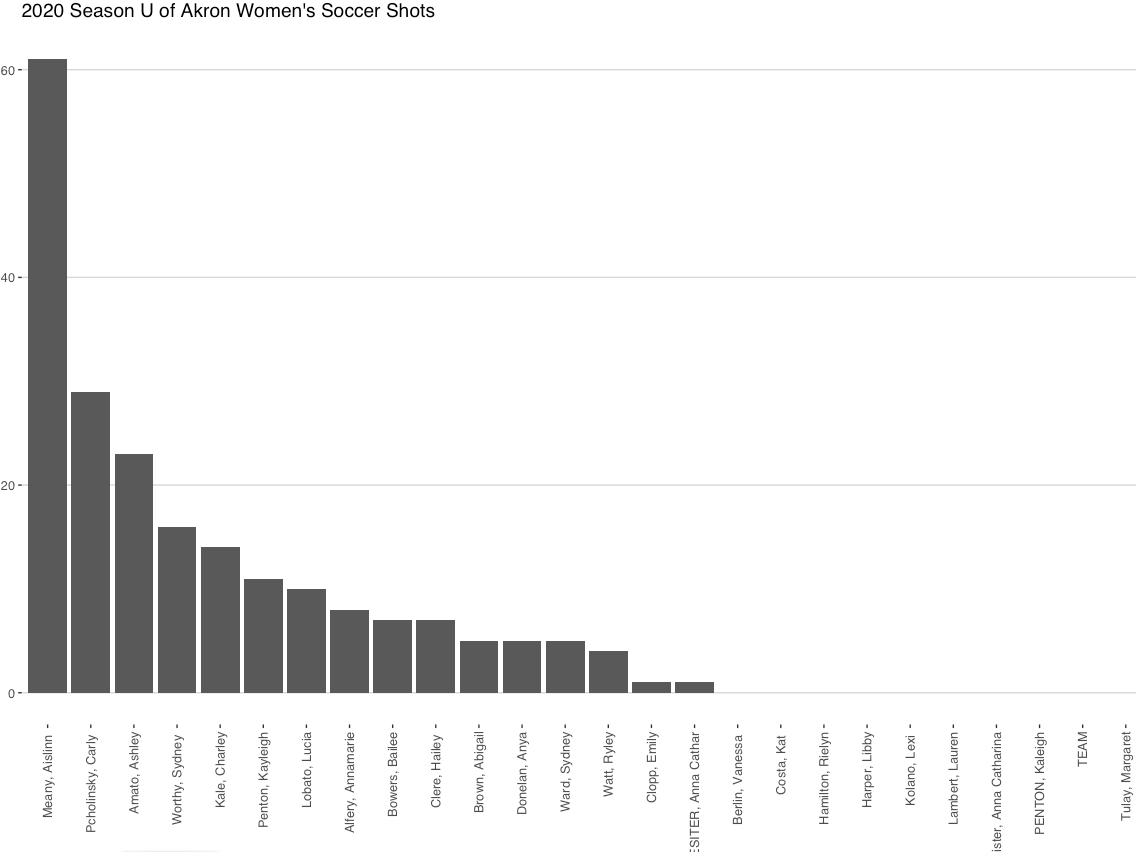 2020 Season U of Akron Women's Soccer Shots
60
40
20
0
Meany, Aislinn
Pcholinsky, Carly
Amato, Ashley
Worthy, Sydney
Kale, Charley
Penton, Kayleigh
Lobato, Lucia
Alfery, Annamarie
Bowers, Bailee
Clere, Hailey
Brown, Abigail
Donelan, Anya
Ward, Sydney
Watt, Ryley
Clopp, Emily
ESITER, Anna Cathar
Berlin, Vanessa
Costa, Kat
Hamilton, Rielyn
Harper, Libby
Kolano, Lexi
Lambert, Lauren
ister, Anna Catharina
PENTON, Kaleigh
TEAM
Tulay, Margaret